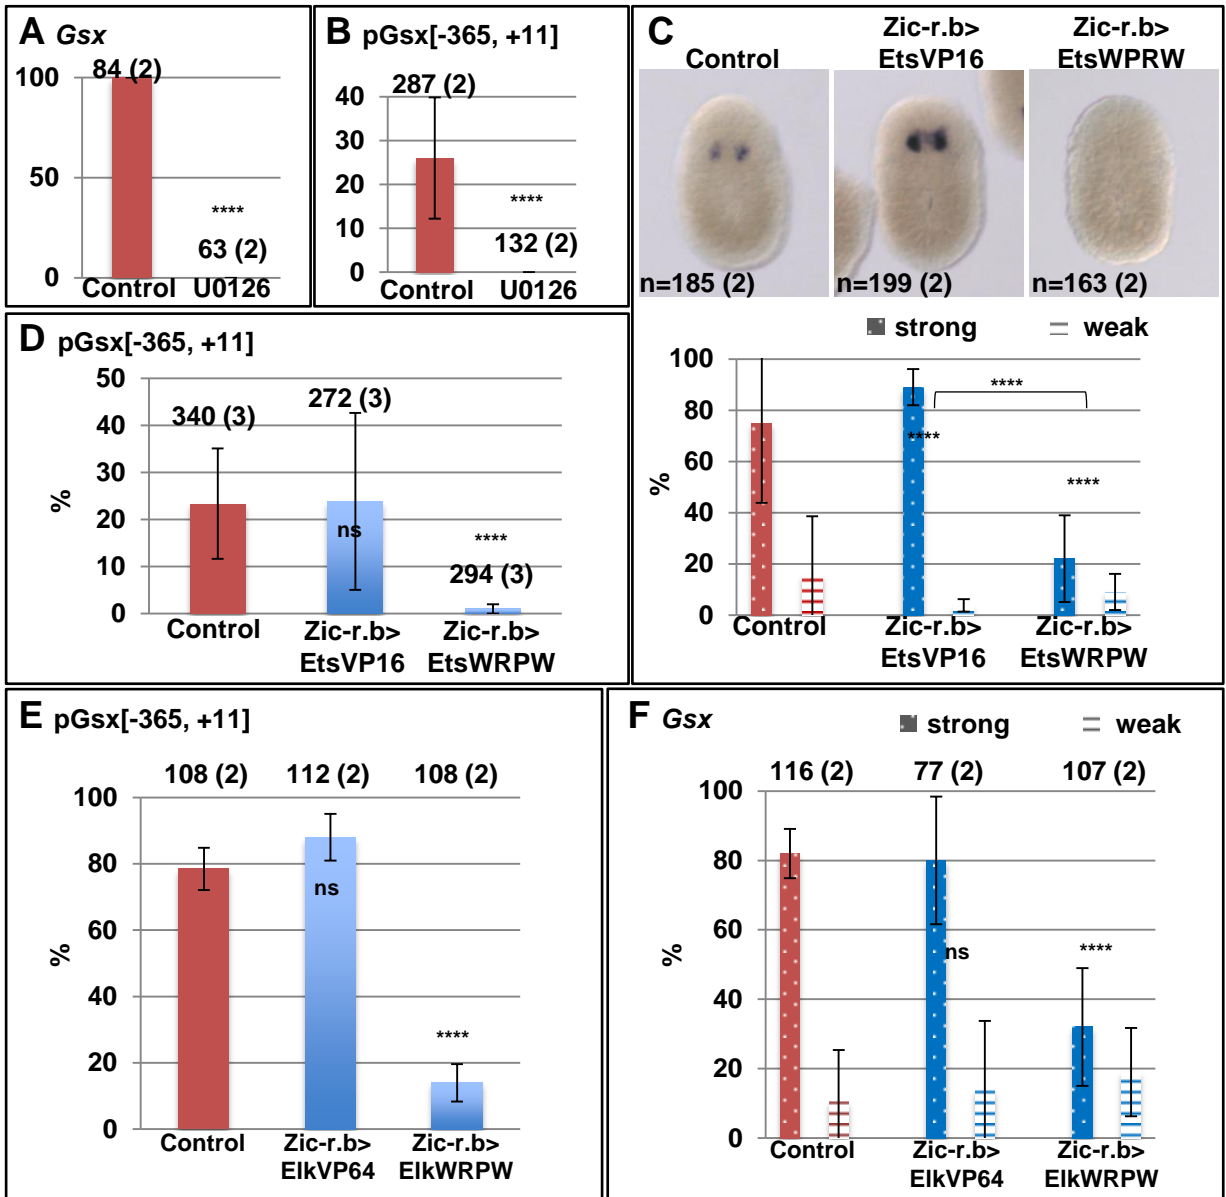 A Gsx
100
84 (2)
50
****
63 (2)
0
Control U0126
B pGsx[-365, +11]
287 (2)
40
30
20
****
10
132 (2)
0
Control U0126
C
Control
Zic-r.b>
EtsVP16
Zic-r.b>
EtsWPRW
n=185 (2)
n=199 (2)
n=163 (2)
strong weak
100
80
60
40
20
0
%
****
****
****
Control
Zic-r.b>
EtsVP16
Zic-r.b>
EtsWRPW
D pGsx[-365, +11]
50
40
30
20
10
0
%
340 (3)
272 (3)
ns
****
294 (3)
Control
Zic-r.b>
EtsVP16
Zic-r.b>
EtsWRPW
E pGsx[-365, +11]
108 (2) 112 (2) 108 (2)
100
80
60
40
20
0
%
ns
****
Control
Zic-r.b>
ElkVP64
Zic-r.b>
ElkWRPW
F Gsx
strong weak
116 (2) 77 (2) 107 (2)
100
80
60
40
20
0
%
ns
****
Control
Zic-r.b>
ElkVP64
Zic-r.b>
ElkWRPW